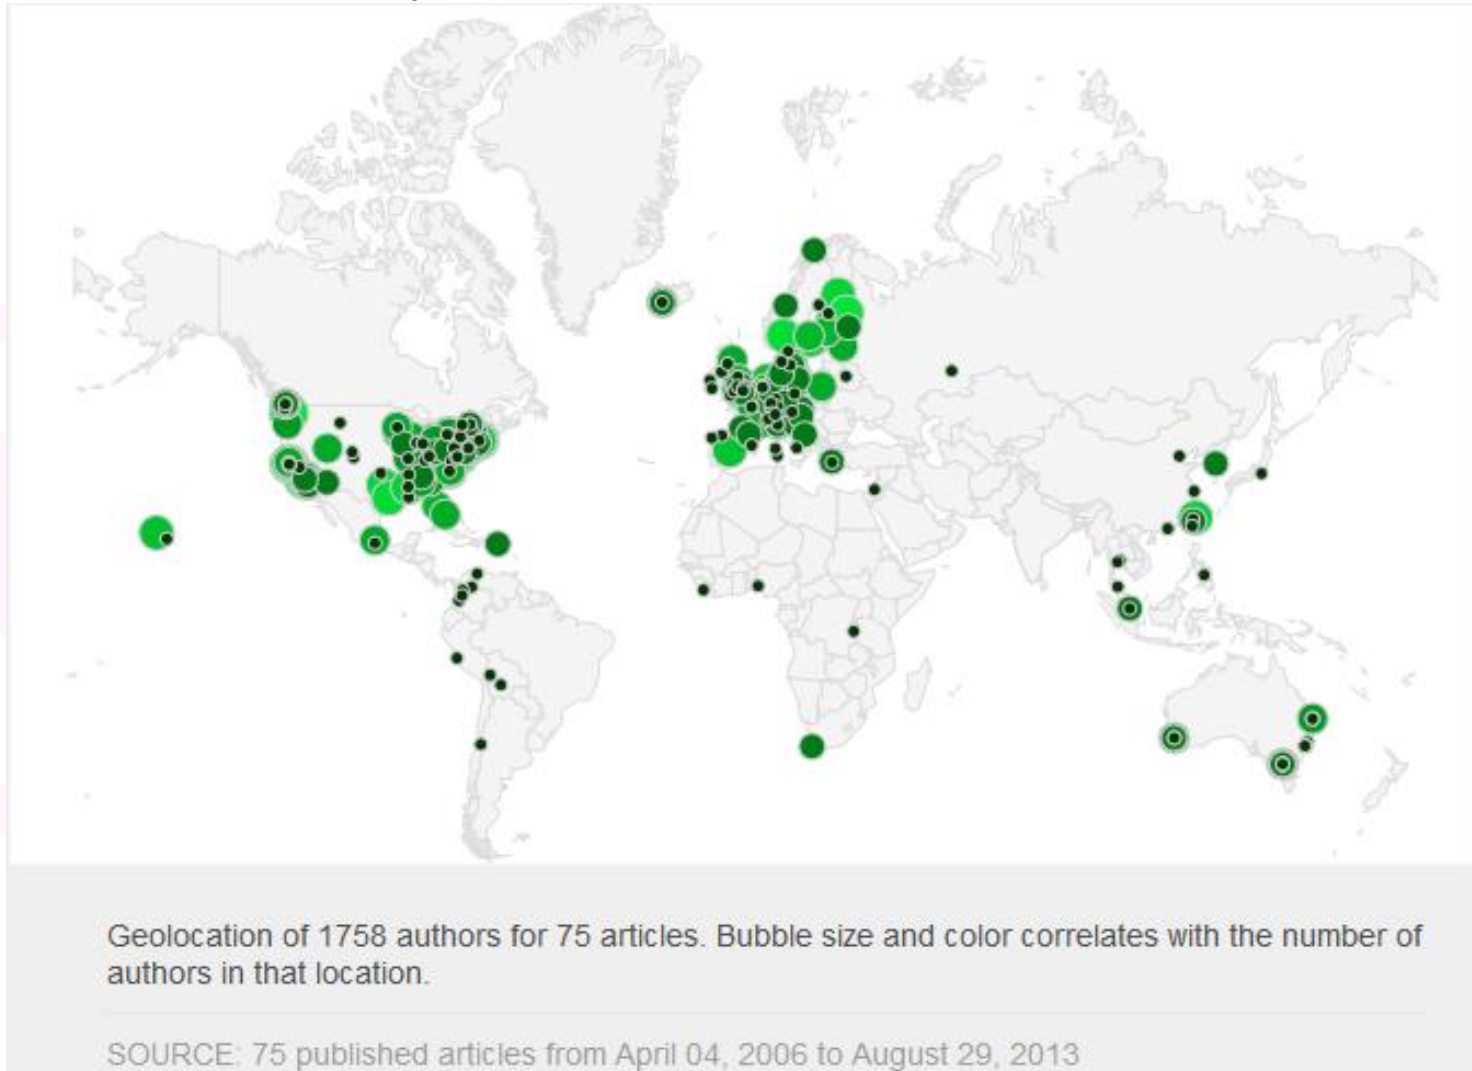 Geolocation of 1758 authors for 75 articles. Bubble size and color correlates with the number of
authors in that location.
SOURCE: 75 published articles from April 04, 2006 to August 29, 2013